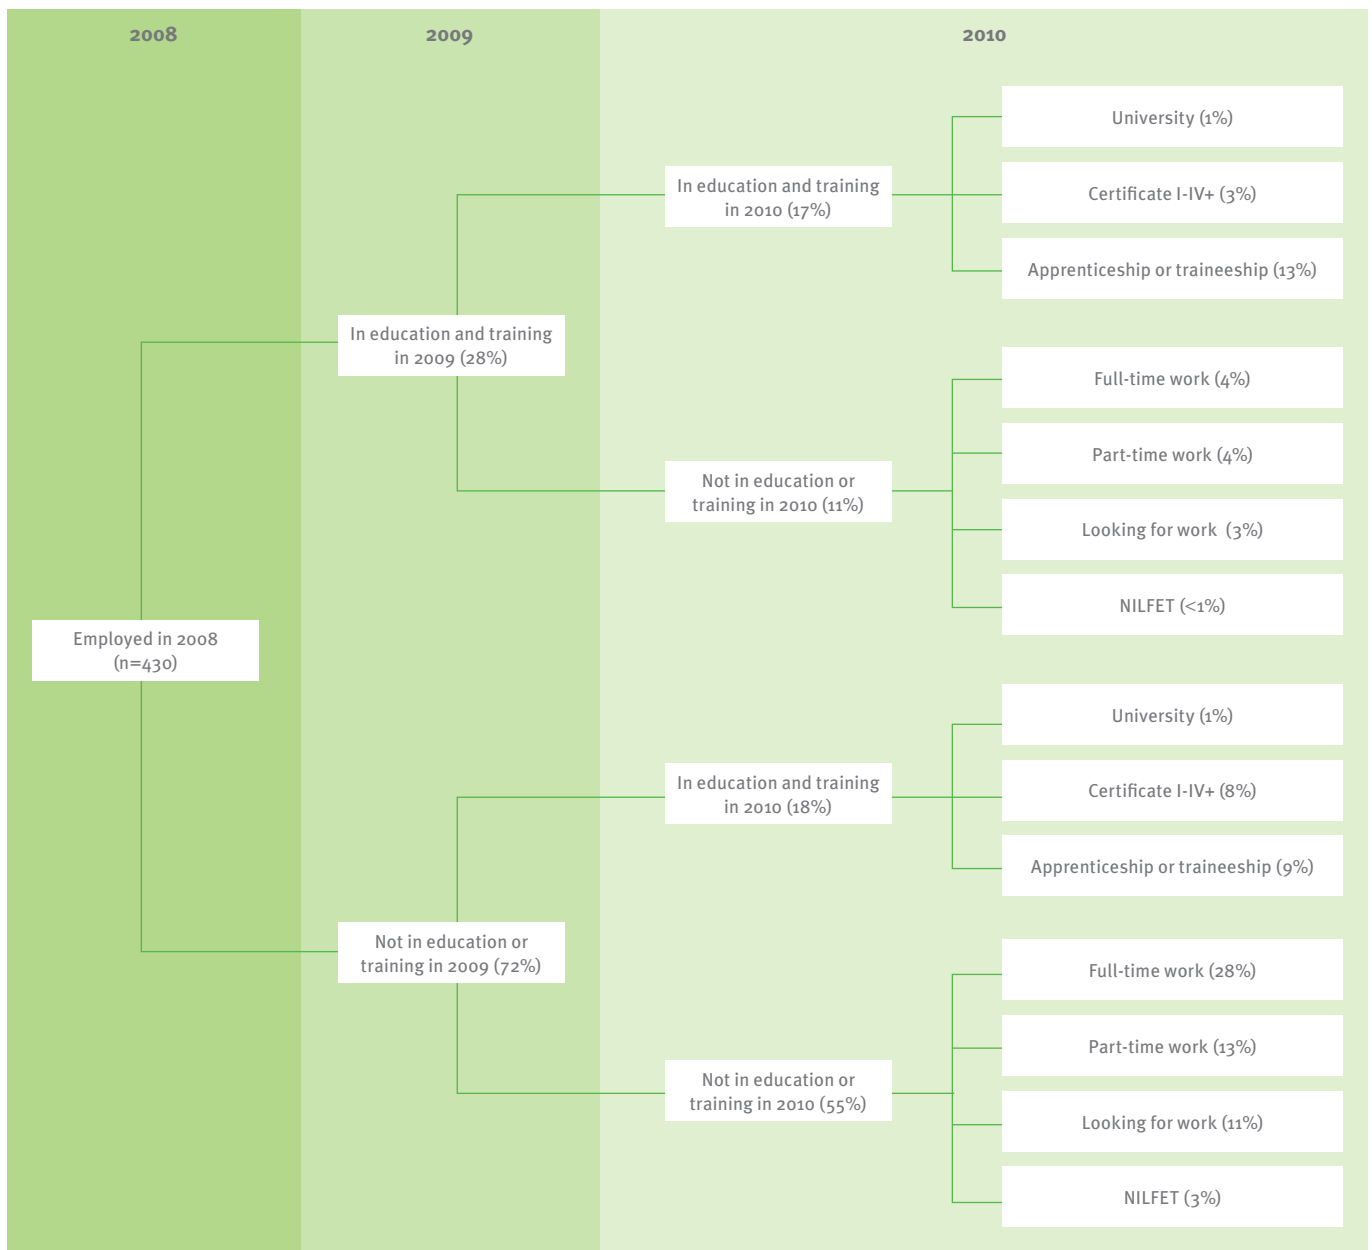 2008
2009
2010
University (1%)
In education and training
in 2010 (17%)
Certificate I-IV+ (3%)
Apprenticeship or traineeship (13%)
In education and training
in 2009 (28%)
Full-time work (4%)
Part-time work (4%)
Not in education or
training in 2010 (11%)
Looking for work (3%)
NILFET (<1%)
Employed in 2008
(n=430)
University (1%)
In education and training
in 2010 (18%)
Certificate I-IV+ (8%)
Apprenticeship or traineeship (9%)
Not in education or
training in 2009 (72%)
Full-time work (28%)
Part-time work (13%)
Not in education or
training in 2010 (55%)
Looking for work (11%)
NILFET (3%)